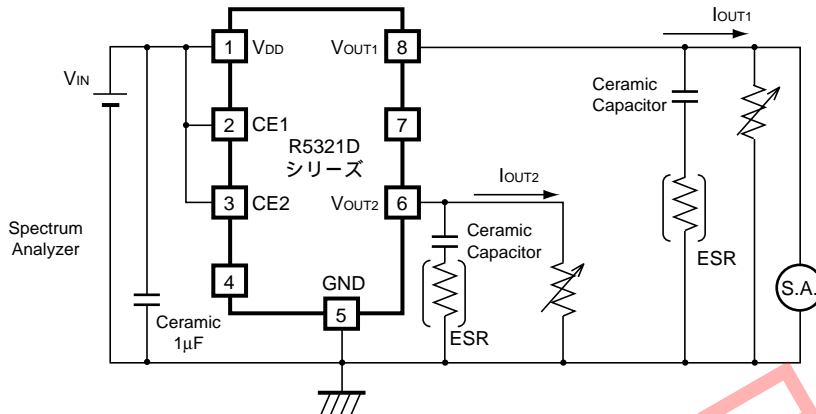 IOUT1
1
VDD
VOUT1
8
VIN
Ceramic
Capacitor
2
CE1
7
R5321D
シリーズ
IOUT2
3
CE2
VOUT2
6
Spectrum
Analyzer
Ceramic
Capacitor
ESR
4
GND
S.A.
5
Ceramic
1μF
ESR